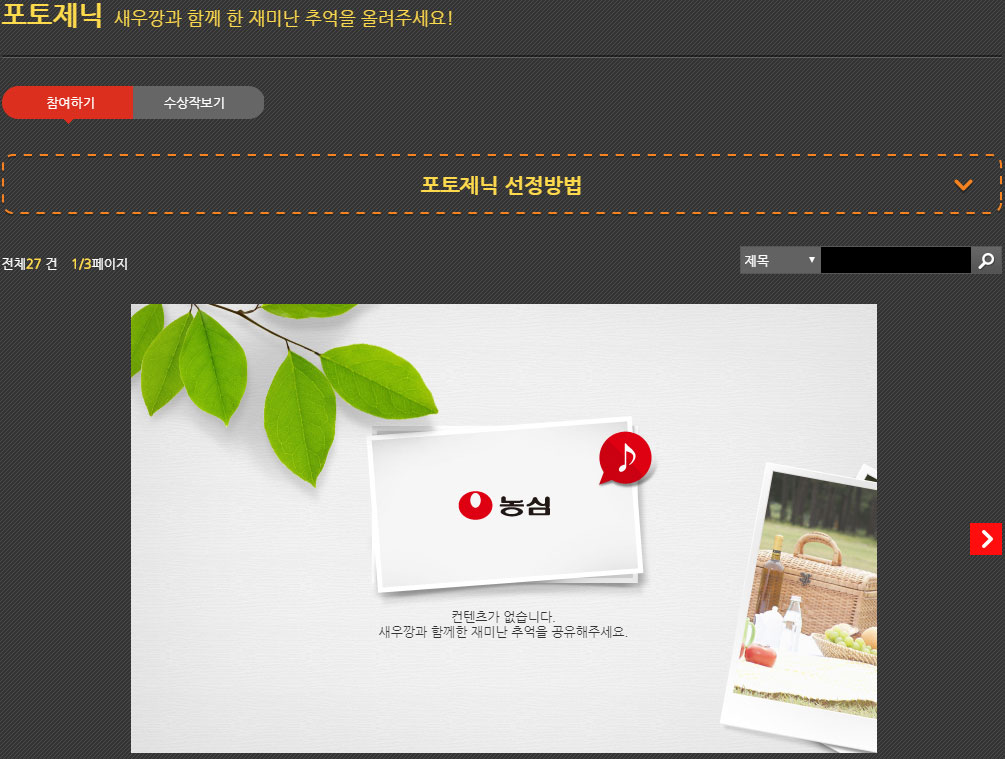 포토제닉 새우깡과 함께 한 재미난 추억을 올려주세요!
참여하기 수상작보기
포토제닉 선정방법
전체27 건 1/3페이지 제목
농심
컨텐츠가 없습니다.
새우깡과 함께한 재미난 추억을 공유해주세요.